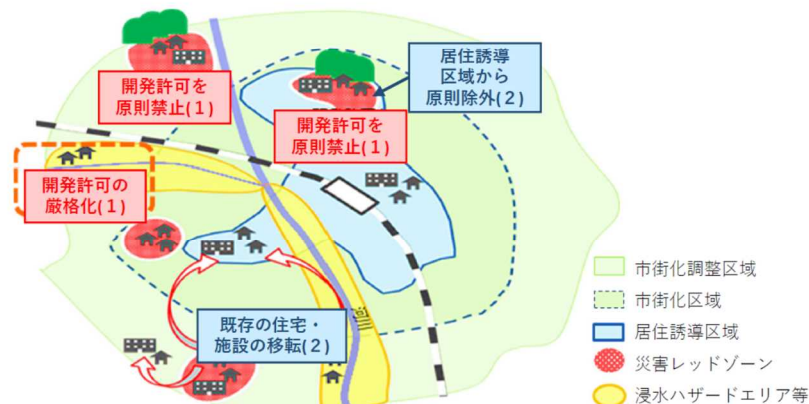 開発許可を
原則禁止(1)
居住誘導
区域から
原則除外(2)
開発許可を
原則禁止(1)
開発許可の
厳格化(1)
既存の住宅・
施設の移転(2)
河川
市街化調整区域
市街化区域
居住誘導区域
災害レッドゾーン
浸水ハザードエリア等